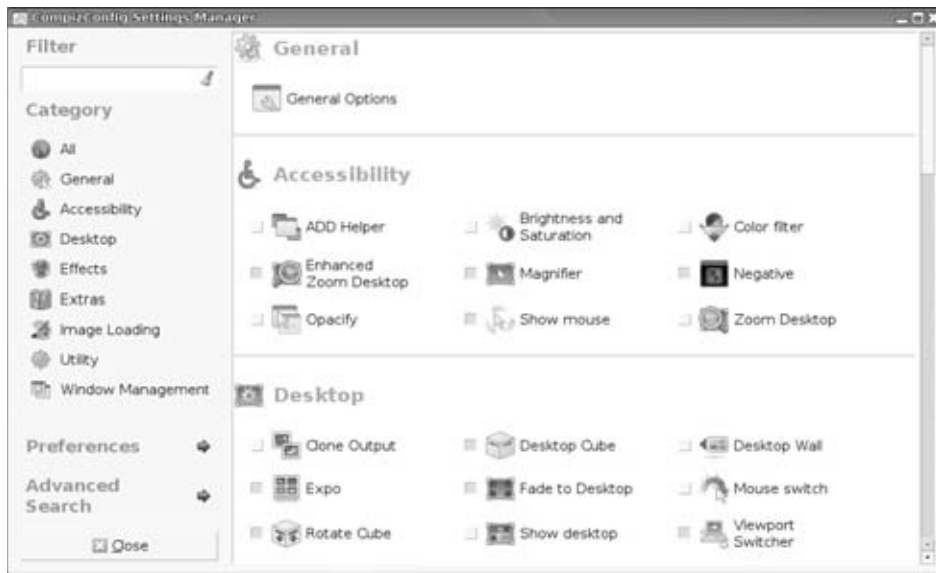 CompizConfig Settings Manager
Filter
Category
All
General
Accessibility
Desktop
Effects
Extras
Image Loading
Utility
Window Management
Preferences
Advanced
Search
Close
General
General Options
Accessibility
ADD Helper
Brightness and
Saturation
Color filter
Enhanced
Zoom Desktop
Magnifier
Negative
Opacify
Show mouse
Zoom Desktop
Desktop
Clone Output
Desktop Cube
Desktop Wall
Expo
Fade to Desktop
Mouse switch
Rotate Cube
Show desktop
Viewport
Switcher